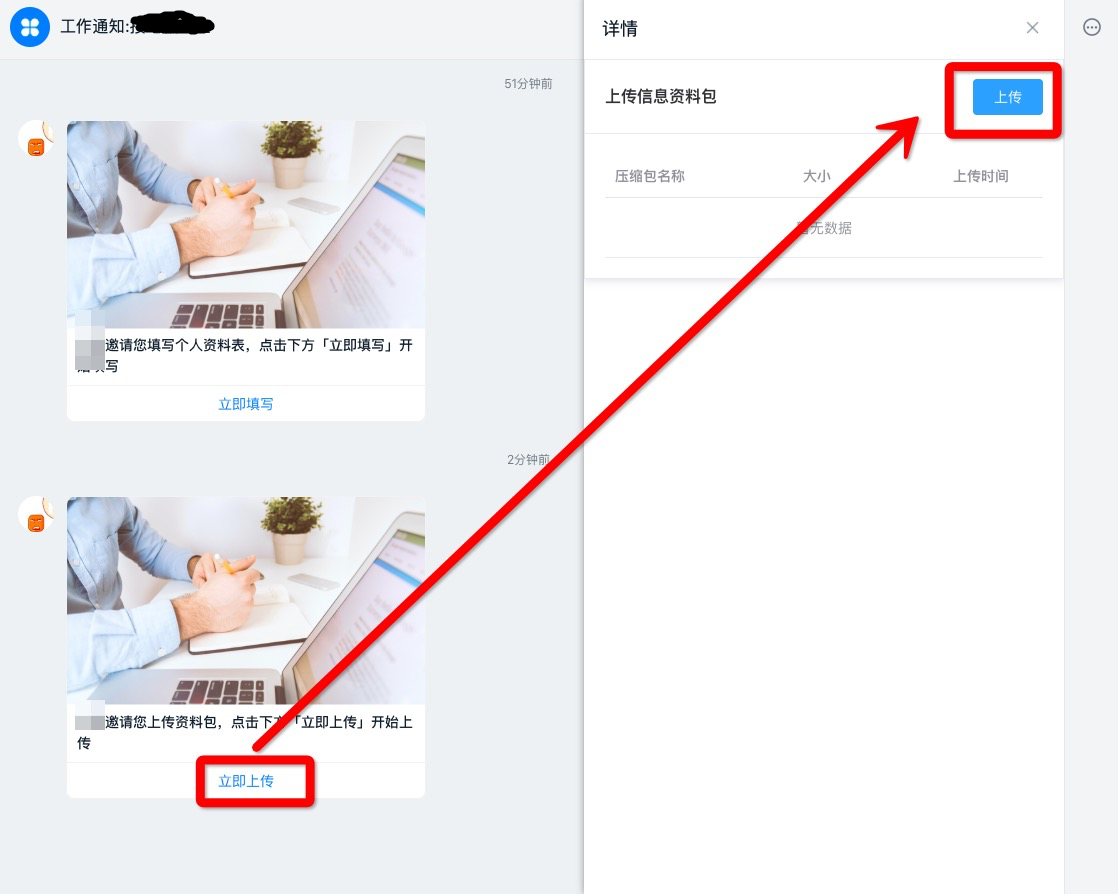 工作通知:
51分钟前
邀请您填写个人资料表，点击下方「立即填写」开
始填写
立即填写
2分钟前
邀请您上传资料包，点击下方「立即上传」开始上
传
立即上传
详情
上传信息资料包
上传
压缩包名称 大小 上传时间
暂无数据